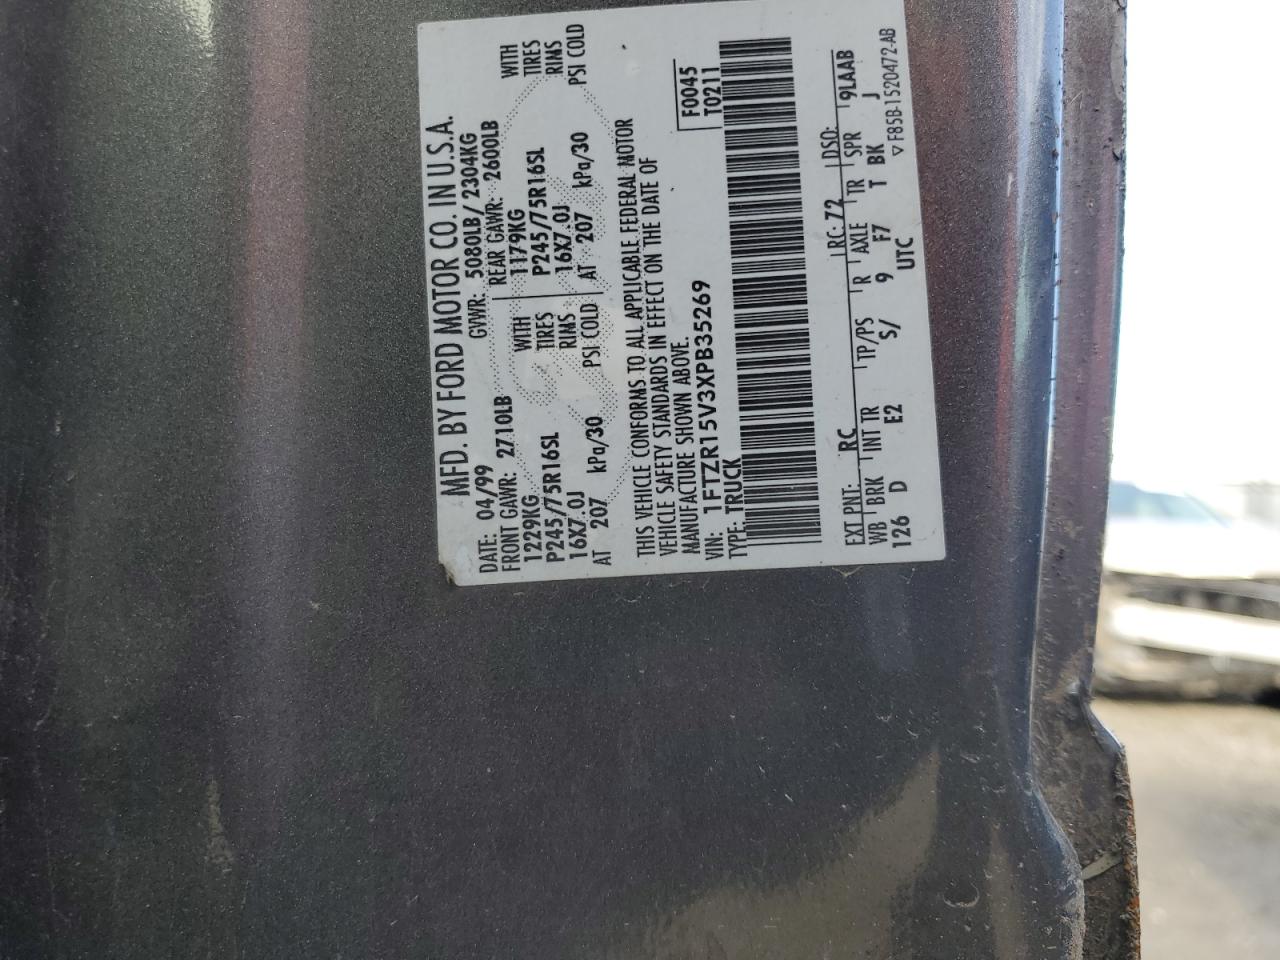 MFD. BY FORD MOTOR CO. IN U.S.A.
DATE: 04/99 GVWR: 5080LB/2304KG
FRONT GAWR: 2710LB REAR GAWR: 2600LB
1229KG WITH 1179KG WITH
P245/75R16SL TIRES P245/75R16SL TIRES
16X7.0J RIMS 16X7.0J RIMS
AT 207 kPa/30 PSI COLD AT 207 kPa/30 PSI COLD
THIS VEHICLE CONFORMS TO ALL APPLICABLE FEDERAL MOTOR
VEHICLE SAFETY STANDARDS IN EFFECT ON THE DATE OF
MANUFACTURE SHOWN ABOVE.
VIN: 1FTZR15V3XPB35269
TYPE: TRUCK
F0045
T0211
EXT PNT: RC RC: 72 DSO: 9LAAB
WB BRK INT TR TP/PS R AXLE TR SPR J
126 D E2 S/ 9 F7 T BK
UTC ▽F85B-1520472-AB